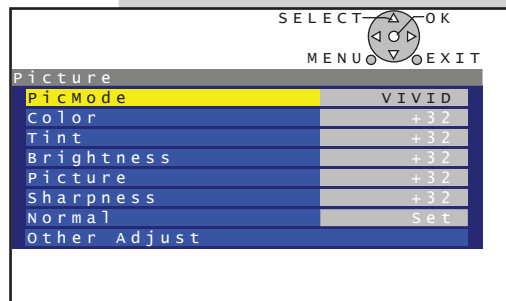 SELECT OK
MENU EXIT
Picture
PicMode VIVID
Color +32
Tint +32
Brightness +32
Picture +32
Sharpness +32
Normal Set
Other Adjust